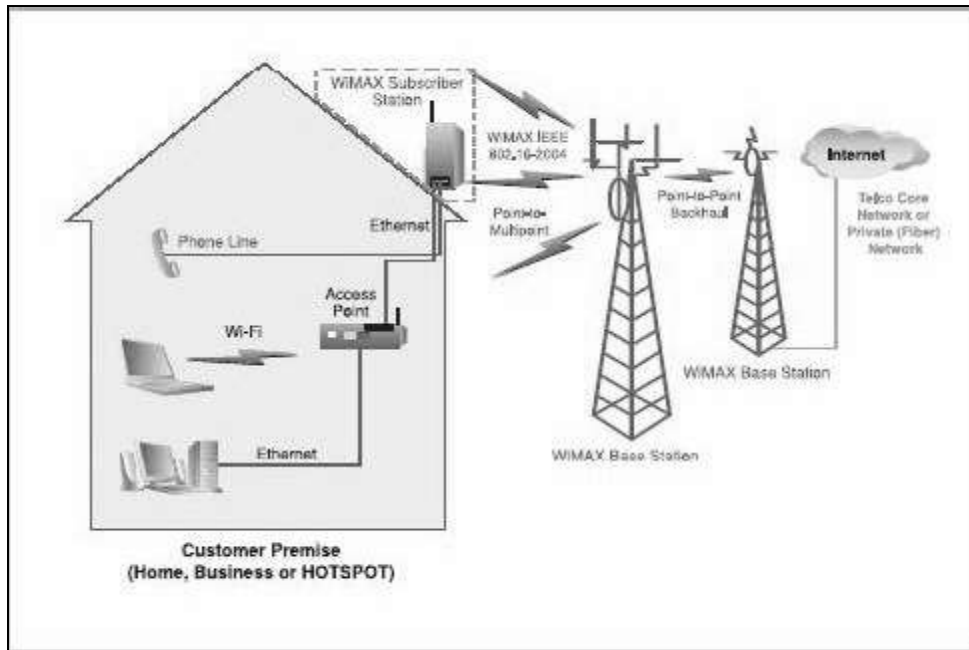 WiMAX Subscriber
Station
WiMAX IEEE
802.16-2004
Internet
Ethernet
Point-to-
Multipoint
Point-to-Point
Backhaul
Telco Core
Network or
Private (Fiber)
Network
Phone Line
Access
Point
Wi-Fi
WiMAX Base Station
Ethernet
WiMAX Base Station
Customer Premise
(Home, Business or HOTSPOT)